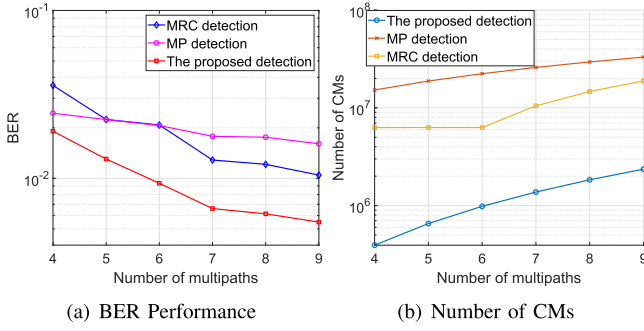 10^-1
10^-2
BER
MRC detection
MP detection
The proposed detection
4 5 6 7 8 9
Number of multipaths
(a) BER Performance
10^8
10^7
10^6
Number of CMs
The proposed detection
MP detection
MRC detection
4 5 6 7 8 9
Number of multipaths
(b) Number of CMs